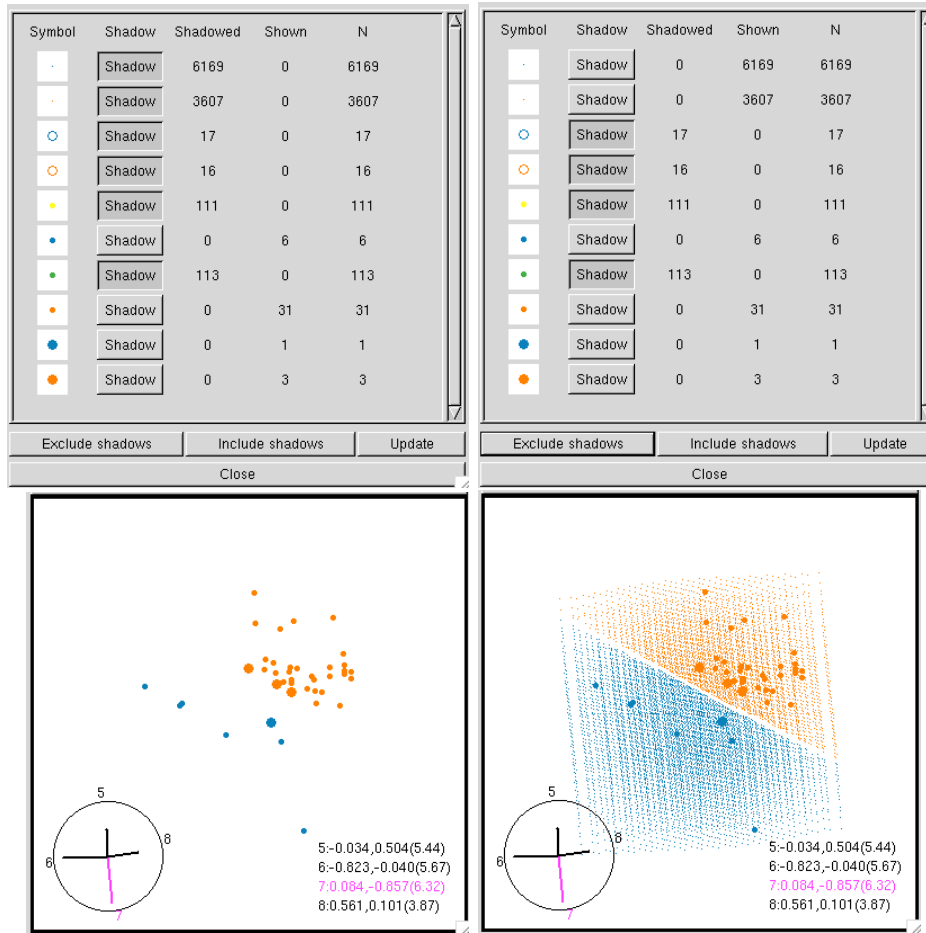 Symbol Shadow Shadowed Shown N
Shadow 6169 0 6169
Shadow 3607 0 3607
Shadow 17 0 17
Shadow 16 0 16
Shadow 111 0 111
Shadow 0 6 6
Shadow 113 0 113
Shadow 0 31 31
Shadow 0 1 1
Shadow 0 3 3
Exclude shadows Include shadows Update
Close
Symbol Shadow Shadowed Shown N
Shadow 0 6169 6169
Shadow 0 3607 3607
Shadow 17 0 17
Shadow 16 0 16
Shadow 111 0 111
Shadow 0 6 6
Shadow 113 0 113
Shadow 0 31 31
Shadow 0 1 1
Shadow 0 3 3
Exclude shadows Include shadows Update
Close
5
8
6
7
5:-0.034,0.504(5.44)
6:-0.823,-0.040(5.67)
7:0.084,-0.857(6.32)
8:0.561,0.101(3.87)
5
8
6
7
5:-0.034,0.504(5.44)
6:-0.823,-0.040(5.67)
7:0.084,-0.857(6.32)
8:0.561,0.101(3.87)